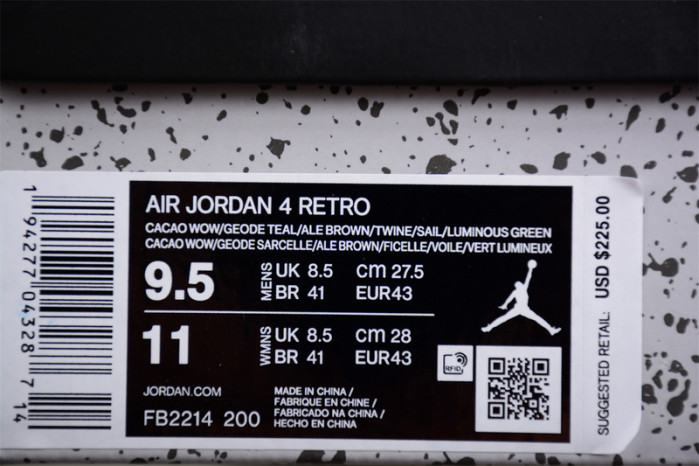 AIR JORDAN 4 RETRO
CACAO WOW/GEODE TEAL/ALE BROWN/TWINE/SAIL/LUMINOUS GREEN
CACAO WOW/GEODE SARCELLE/ALE BROWN/FICELLE/VOILE/VERT LUMINEUX
9.5 MENS UK 8.5 cm 27.5
BR 41 EUR43
11 WMNS UK 8.5 cm 28
BR 41 EUR43
RFID
JORDAN.COM
FB2214 200
MADE IN CHINA /
FABRIQUE EN CHINE /
FABRICADO NA CHINA /
HECHO EN CHINA
1 94277 04328 7 14
SUGGESTED RETAIL: USD $225.00